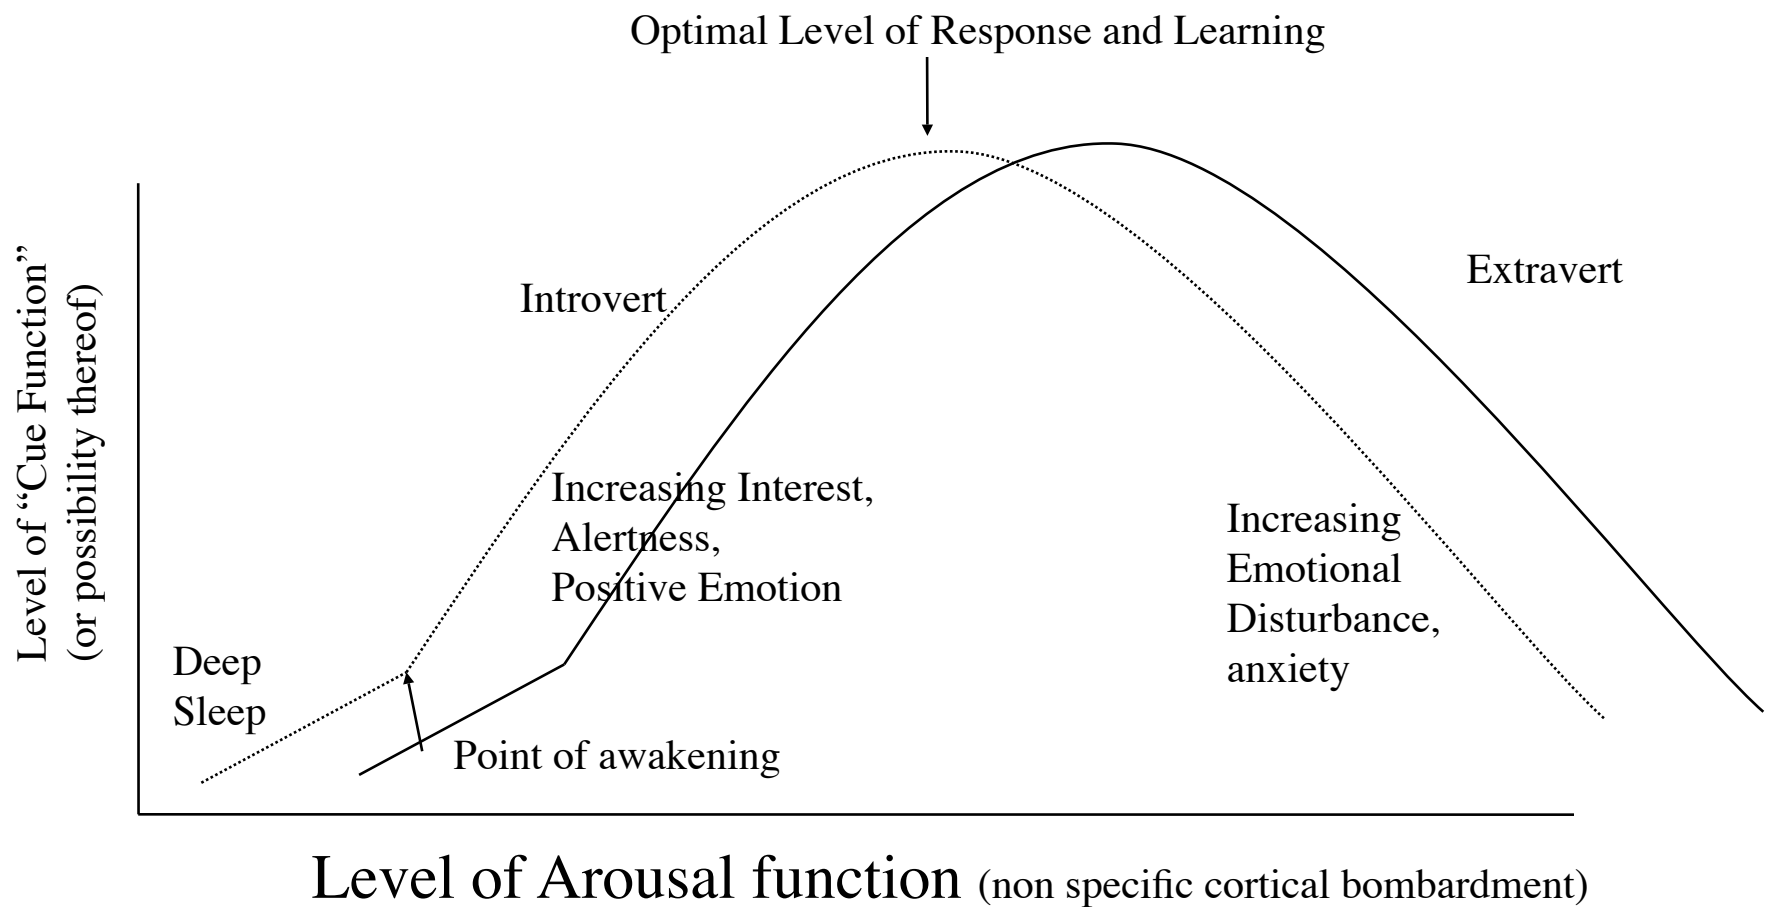 Optimal Level of Response and Learning
Introvert
Extravert
Level of “Cue Function”
(or possibility thereof)
Increasing Interest,
Alertness,
Positive Emotion
Increasing
Emotional
Disturbance,
anxiety
Deep
Sleep
Point of awakening
Level of Arousal function (non specific cortical bombardment)